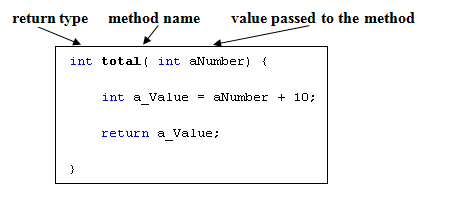 return type method name value passed to the method
int total( int aNumber) {
int a_Value = aNumber + 10;
return a_Value;
}